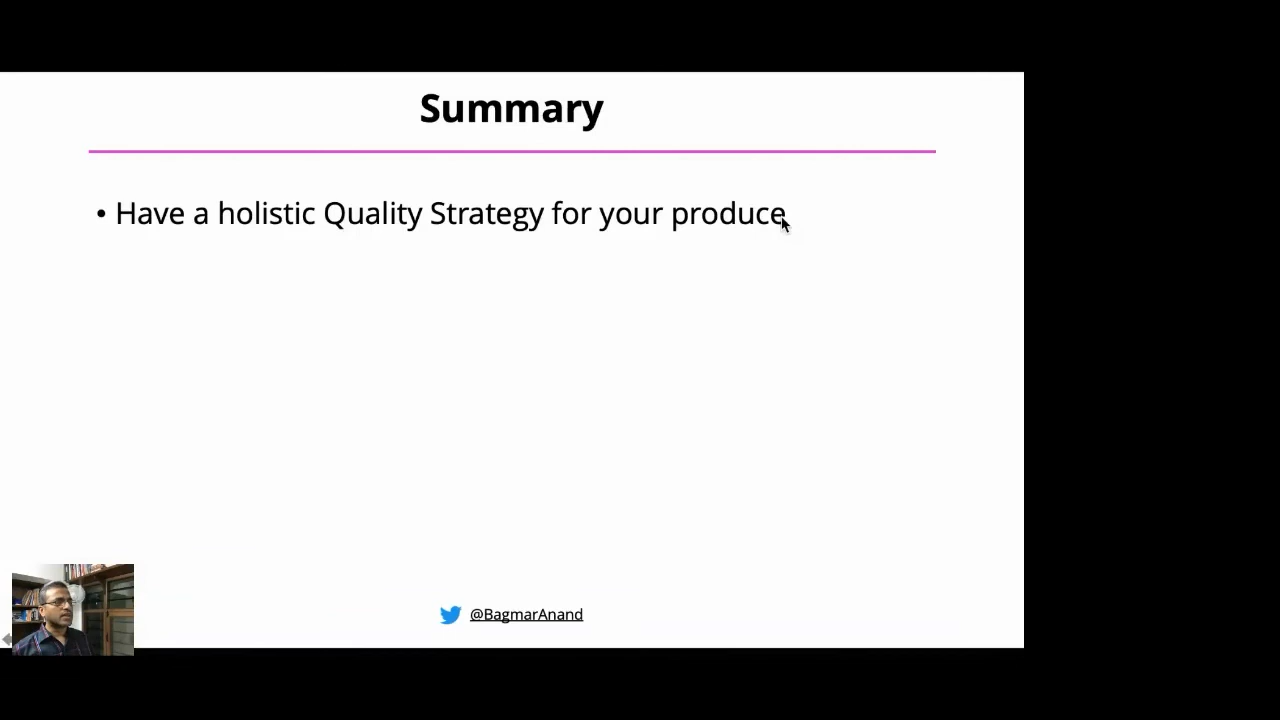 Summary
• Have a holistic Quality Strategy for your produce
@BagmarAnand